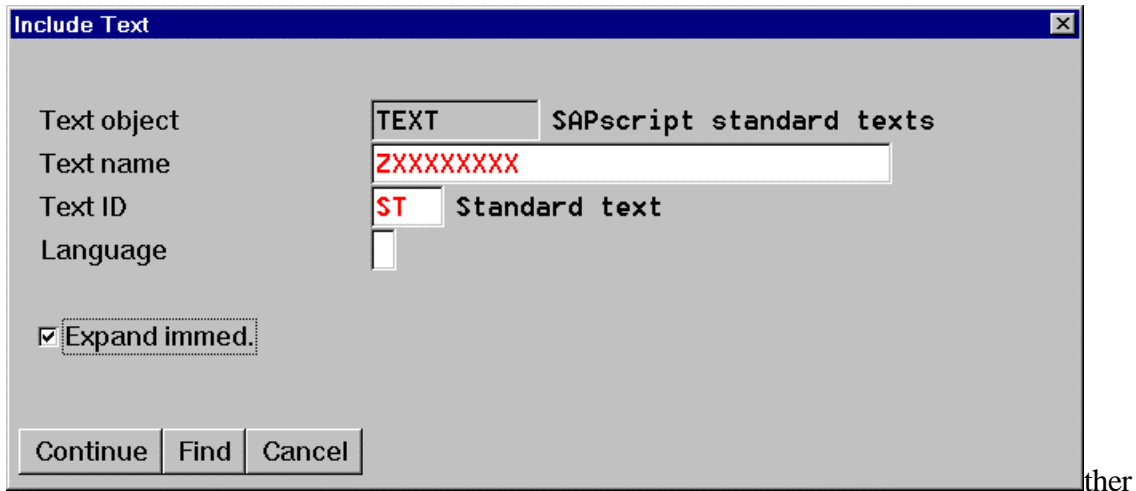 Include Text
Text object TEXT SAPscript standard texts
Text name ZXXXXXXXX
Text ID ST Standard text
Language
Expand immed.
Continue Find Cancel
ther